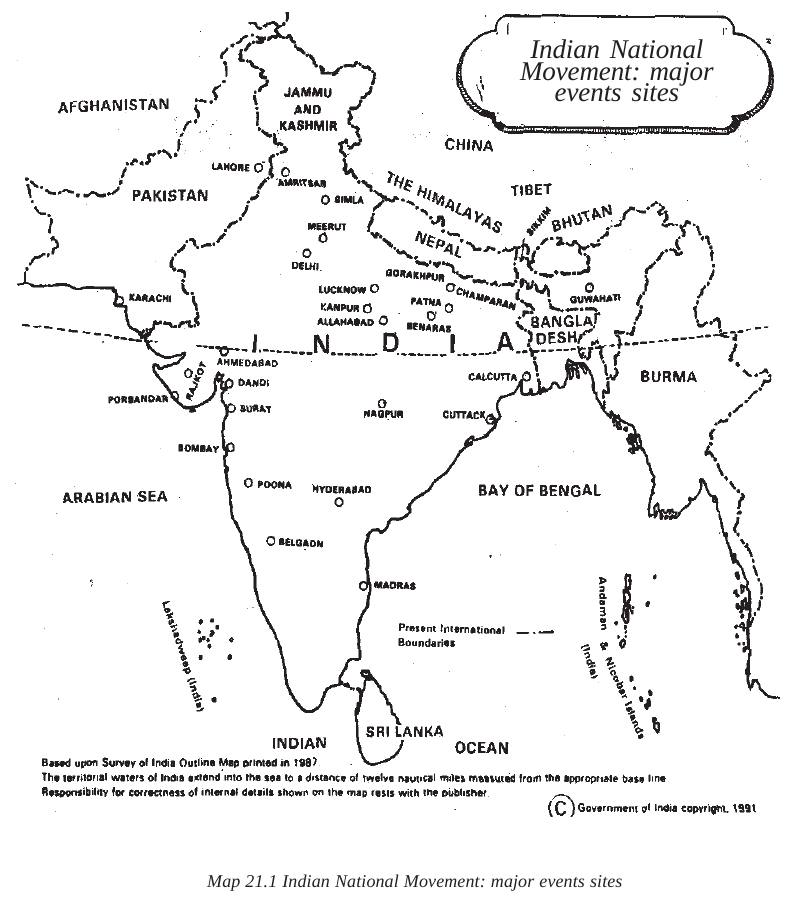 Indian National
Movement: major
events sites
AFGHANISTAN
JAMMU
AND
KASHMIR
CHINA
LAHORE
AMRITSAR
PAKISTAN
SIMLA
THE HIMALAYAS
TIBET
SIKKIM
BHUTAN
MEERUT
NEPAL
DELHI
GORAKHPUR
LUCKNOW
CHAMPARAN
GUWAHATI
KARACHI
KANPUR
PATNA
ALLAHABAD
BENARAS
BANGLA
DESH
INDIA
AHMEDABAD
RAJKOT
DANDI
CALCUTTA
BURMA
PORBANDAR
SURAT
NAGPUR
CUTTACK
BOMBAY
ARABIAN SEA
POONA
HYDERABAD
BAY OF BENGAL
BELGAON
MADRAS
Lakshadweep (India)
Present International
Boundaries
Andaman & Nicobar Islands
(India)
SRI LANKA
INDIAN
OCEAN
Based upon Survey of India Outline Map printed in 1987
The territorial waters of India extend into the sea to a distance of twelve nautical miles measured from the appropriate base line
Responsibility for correctness of internal details shown on the map rests with the publisher.
(C) Government of India copyright, 1991
Map 21.1 Indian National Movement: major events sites